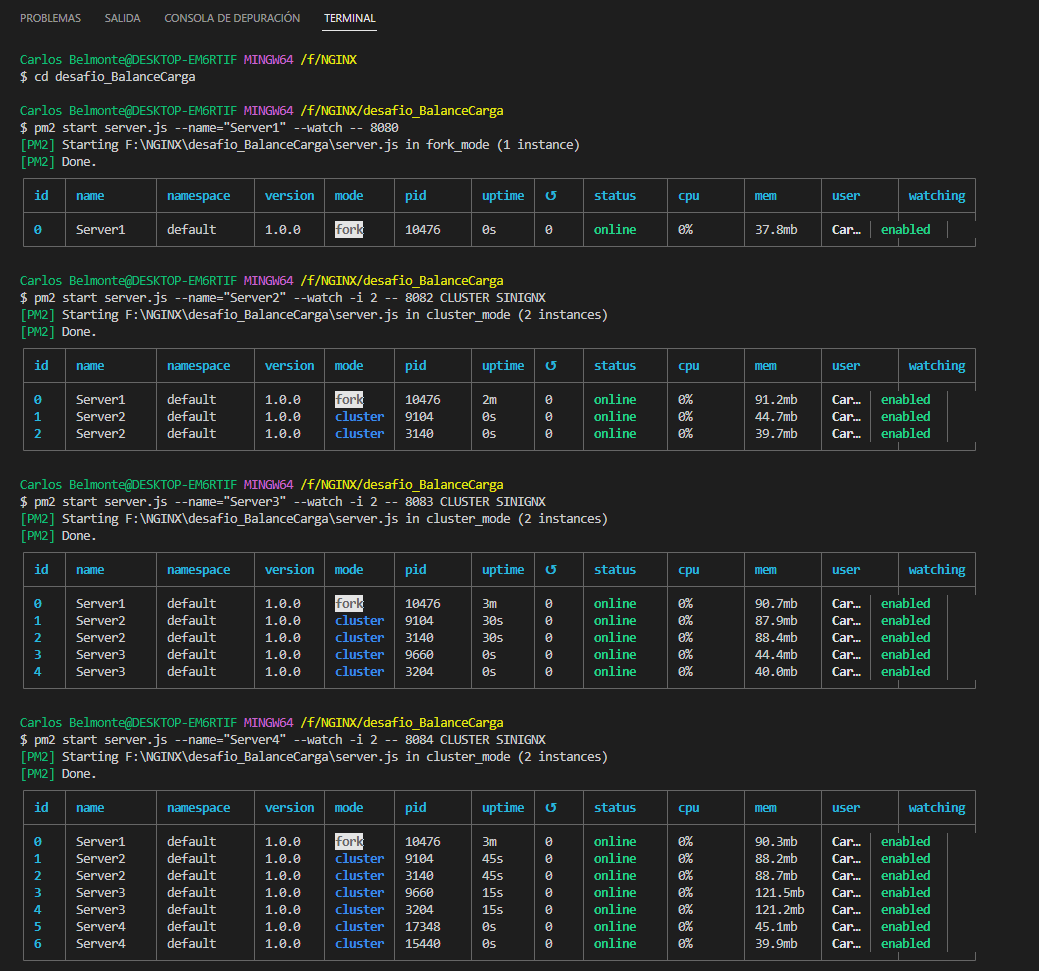 PROBLEMAS SALIDA CONSOLA DE DEPURACIÓN TERMINAL
Carlos Belmonte@DESKTOP-EM6RTIF MINGW64 /f/NGINX
$ cd desafio_BalanceCarga
Carlos Belmonte@DESKTOP-EM6RTIF MINGW64 /f/NGINX/desafio_BalanceCarga
$ pm2 start server.js --name="Server1" --watch -- 8080
[PM2] Starting F:\NGINX\desafio_BalanceCarga\server.js in fork_mode (1 instance)
[PM2] Done.
id name namespace version mode pid uptime ↺ status cpu mem user watching
0 Server1 default 1.0.0 fork 10476 0s 0 online 0% 37.8mb Car… enabled
Carlos Belmonte@DESKTOP-EM6RTIF MINGW64 /f/NGINX/desafio_BalanceCarga
$ pm2 start server.js --name="Server2" --watch -i 2 -- 8082 CLUSTER SINIGNX
[PM2] Starting F:\NGINX\desafio_BalanceCarga\server.js in cluster_mode (2 instances)
[PM2] Done.
id name namespace version mode pid uptime ↺ status cpu mem user watching
0 Server1 default 1.0.0 fork 10476 2m 0 online 0% 91.2mb Car… enabled
1 Server2 default 1.0.0 cluster 9104 0s 0 online 0% 44.7mb Car… enabled
2 Server2 default 1.0.0 cluster 3140 0s 0 online 0% 39.7mb Car… enabled
Carlos Belmonte@DESKTOP-EM6RTIF MINGW64 /f/NGINX/desafio_BalanceCarga
$ pm2 start server.js --name="Server3" --watch -i 2 -- 8083 CLUSTER SINIGNX
[PM2] Starting F:\NGINX\desafio_BalanceCarga\server.js in cluster_mode (2 instances)
[PM2] Done.
id name namespace version mode pid uptime ↺ status cpu mem user watching
0 Server1 default 1.0.0 fork 10476 3m 0 online 0% 90.7mb Car… enabled
1 Server2 default 1.0.0 cluster 9104 30s 0 online 0% 87.9mb Car… enabled
2 Server2 default 1.0.0 cluster 3140 30s 0 online 0% 88.4mb Car… enabled
3 Server3 default 1.0.0 cluster 9660 0s 0 online 0% 44.4mb Car… enabled
4 Server3 default 1.0.0 cluster 3204 0s 0 online 0% 40.0mb Car… enabled
Carlos Belmonte@DESKTOP-EM6RTIF MINGW64 /f/NGINX/desafio_BalanceCarga
$ pm2 start server.js --name="Server4" --watch -i 2 -- 8084 CLUSTER SINIGNX
[PM2] Starting F:\NGINX\desafio_BalanceCarga\server.js in cluster_mode (2 instances)
[PM2] Done.
id name namespace version mode pid uptime ↺ status cpu mem user watching
0 Server1 default 1.0.0 fork 10476 3m 0 online 0% 90.3mb Car… enabled
1 Server2 default 1.0.0 cluster 9104 45s 0 online 0% 88.2mb Car… enabled
2 Server2 default 1.0.0 cluster 3140 45s 0 online 0% 88.7mb Car… enabled
3 Server3 default 1.0.0 cluster 9660 15s 0 online 0% 121.5mb Car… enabled
4 Server3 default 1.0.0 cluster 3204 15s 0 online 0% 121.2mb Car… enabled
5 Server4 default 1.0.0 cluster 17348 0s 0 online 0% 45.1mb Car… enabled
6 Server4 default 1.0.0 cluster 15440 0s 0 online 0% 39.9mb Car… enabled